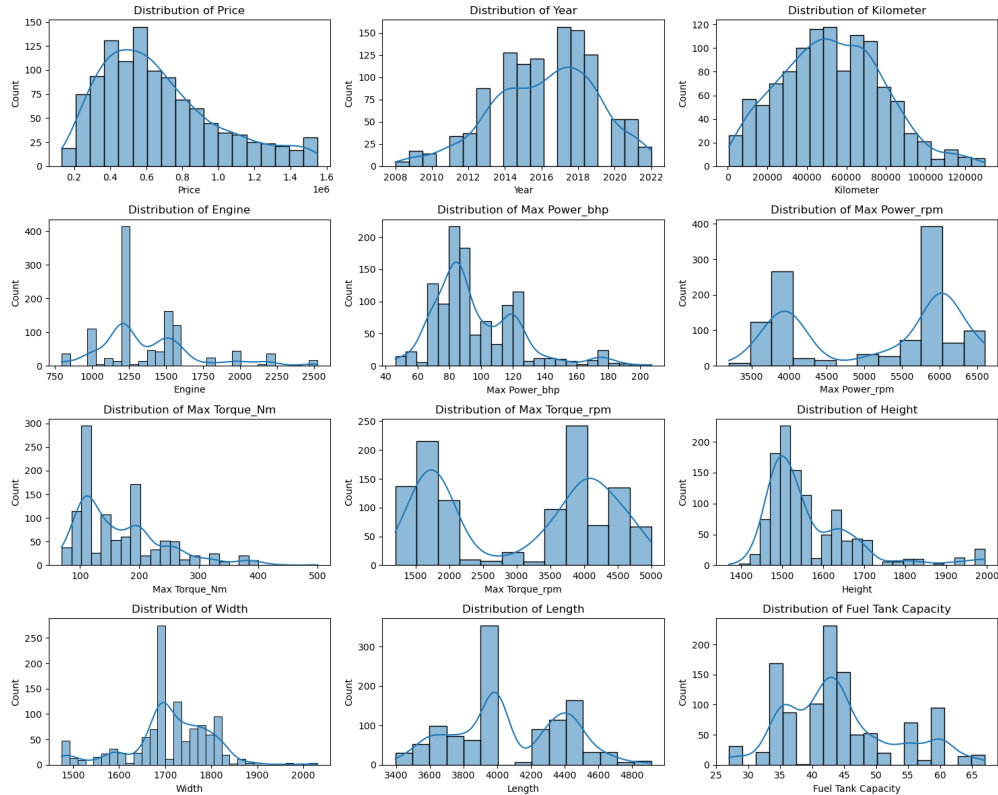 Distribution of Price
Count
150
125
100
75
50
25
0
0.2 0.4 0.6 0.8 1.0 1.2 1.4 1.6
1e6
Price
Distribution of Year
Count
150
125
100
75
50
25
0
2008 2010 2012 2014 2016 2018 2020 2022
Year
Distribution of Kilometer
Count
120
100
80
60
40
20
0
0 20000 40000 60000 80000 100000 120000
Kilometer
Distribution of Engine
Count
400
300
200
100
0
750 1000 1250 1500 1750 2000 2250 2500
Engine
Distribution of Max Power_bhp
Count
200
150
100
50
0
40 60 80 100 120 140 160 180 200
Max Power_bhp
Distribution of Max Power_rpm
Count
400
300
200
100
0
3500 4000 4500 5000 5500 6000 6500
Max Power_rpm
Distribution of Max Torque_Nm
Count
300
250
200
150
100
50
0
100 200 300 400 500
Max Torque_Nm
Distribution of Max Torque_rpm
Count
250
200
150
100
50
0
1500 2000 2500 3000 3500 4000 4500 5000
Max Torque_rpm
Distribution of Height
Count
200
150
100
50
0
1400 1500 1600 1700 1800 1900 2000
Height
Distribution of Width
Count
250
200
150
100
50
0
1500 1600 1700 1800 1900 2000
Width
Distribution of Length
Count
300
200
100
0
3400 3600 3800 4000 4200 4400 4600 4800
Length
Distribution of Fuel Tank Capacity
Count
200
150
100
50
0
25 30 35 40 45 50 55 60 65
Fuel Tank Capacity